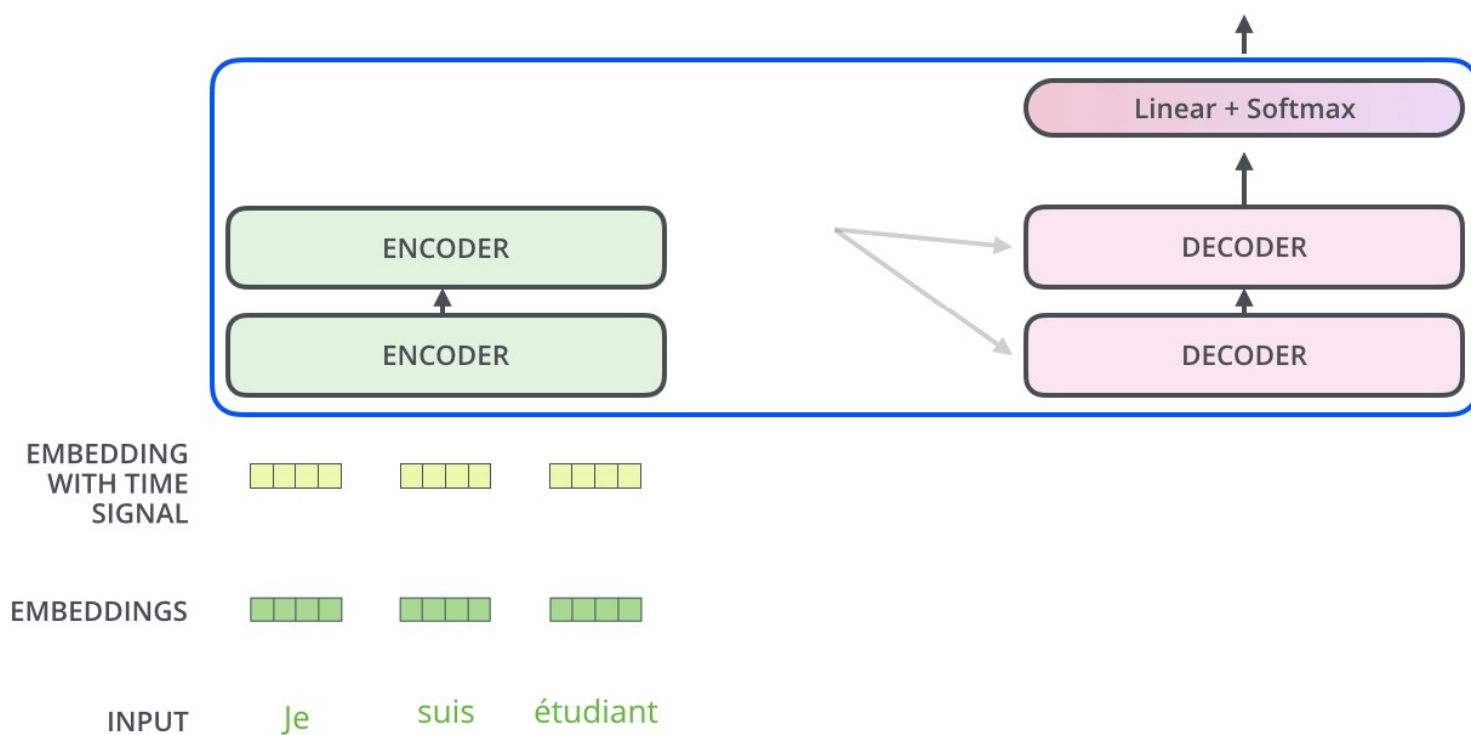 Linear + Softmax
ENCODER
DECODER
ENCODER
DECODER
EMBEDDING
WITH TIME
SIGNAL
EMBEDDINGS
INPUT Je suis étudiant